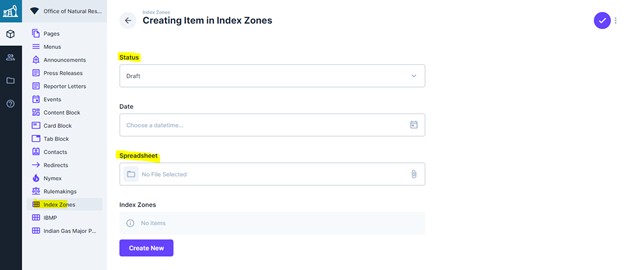 Office of Natural Res...
Index Zones
Creating Item in Index Zones
Pages
Menus
Announcements
Press Releases
Reporter Letters
Events
Content Block
Card Block
Tab Block
Contacts
Redirects
Nymex
Rulemakings
Index Zones
IBMP
Indian Gas Major P...
Status
Draft
Date
Choose a datetime...
Spreadsheet
No File Selected
Index Zones
No items
Create New